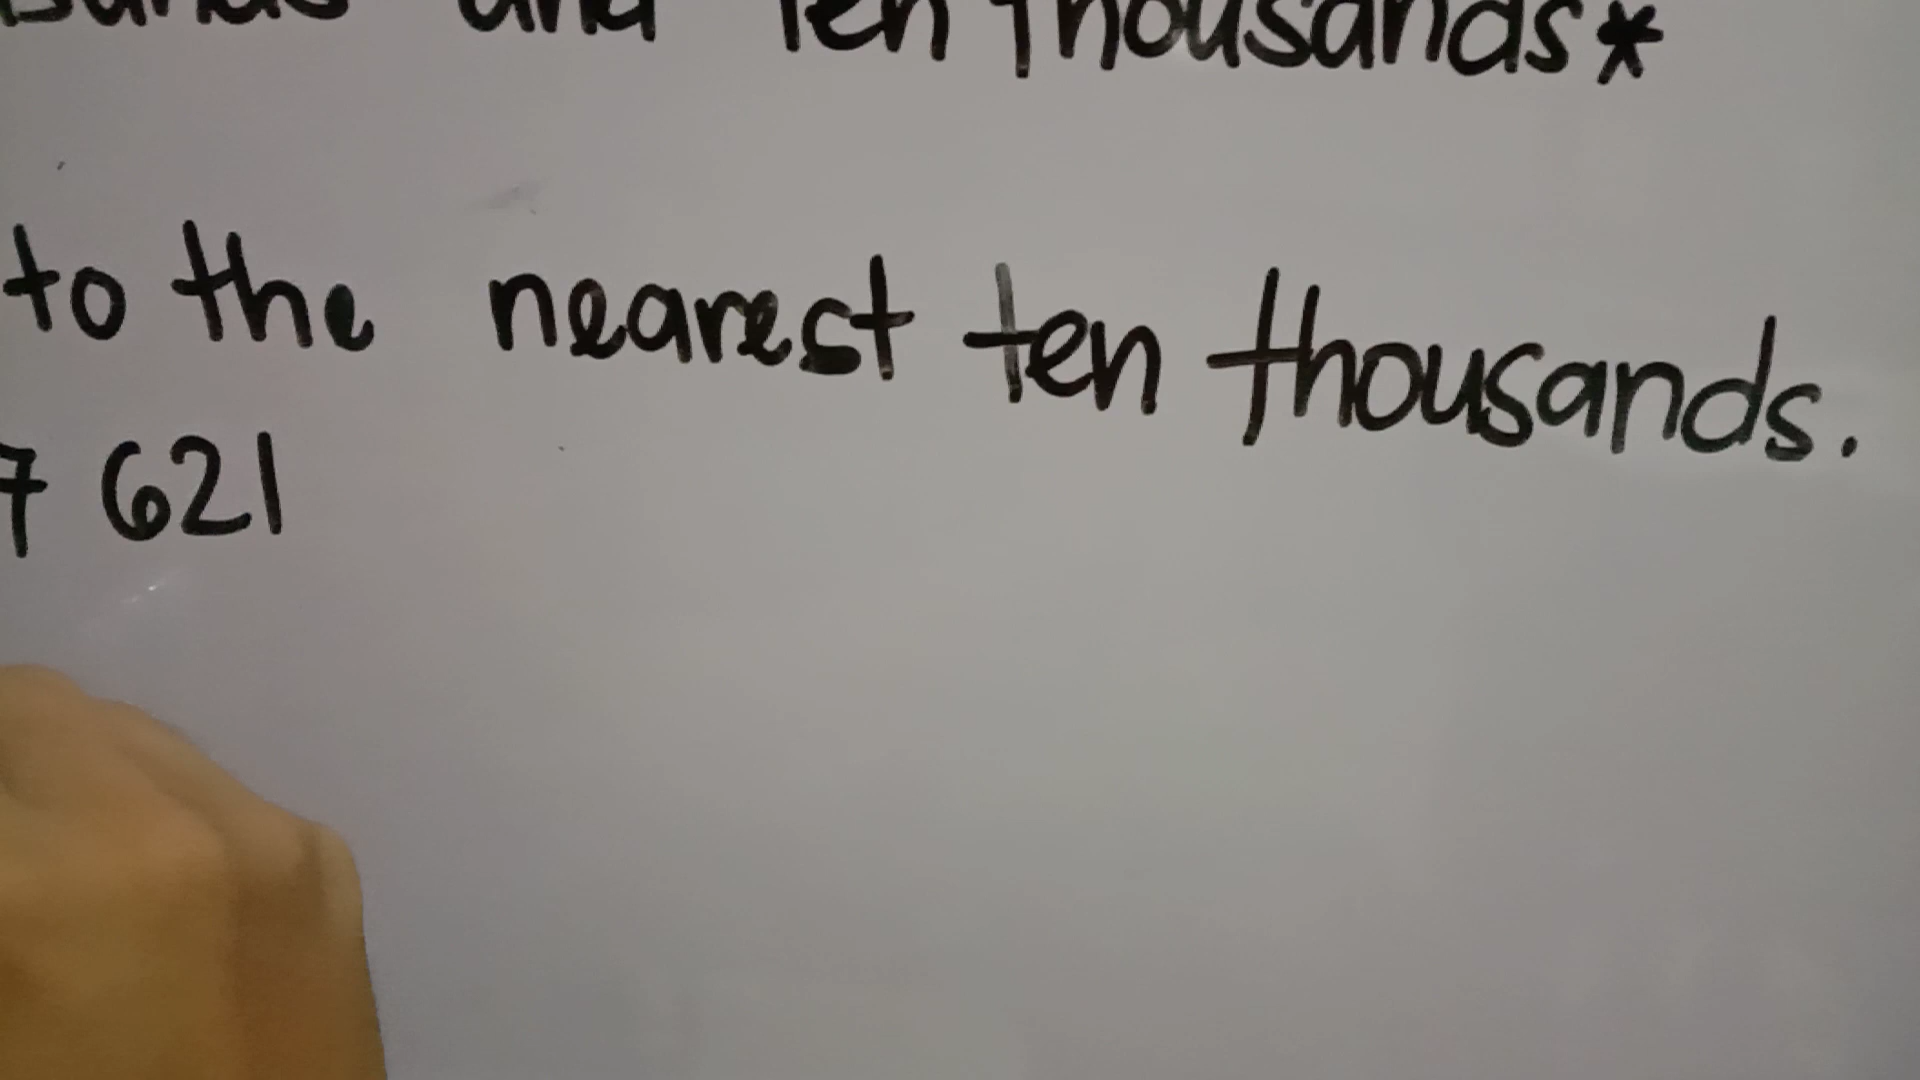 and Ten Thousands*
to the nearest ten thousands.
7 621